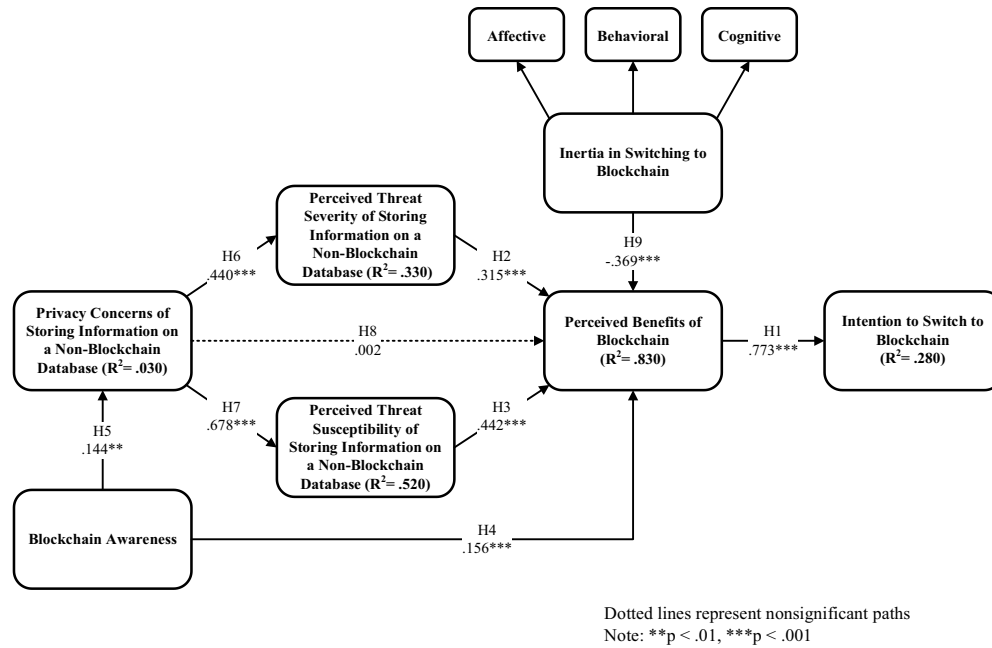 Affective
Behavioral
Cognitive
Inertia in Switching to
Blockchain
Perceived Threat
Severity of Storing
Information on a
Non-Blockchain
Database (R²= .330)
H6
.440***
H2
.315***
H9
-.369***
Privacy Concerns of
Storing Information on
a Non-Blockchain
Database (R²= .030)
H8
.002
Perceived Benefits of
Blockchain
(R²= .830)
H1
.773***
Intention to Switch to
Blockchain
(R²= .280)
H7
.678***
Perceived Threat
Susceptibility of
Storing Information on
a Non-Blockchain
Database (R²= .520)
H3
.442***
H5
.144**
Blockchain Awareness
H4
.156***
Dotted lines represent nonsignificant paths
Note: **p < .01, ***p < .001